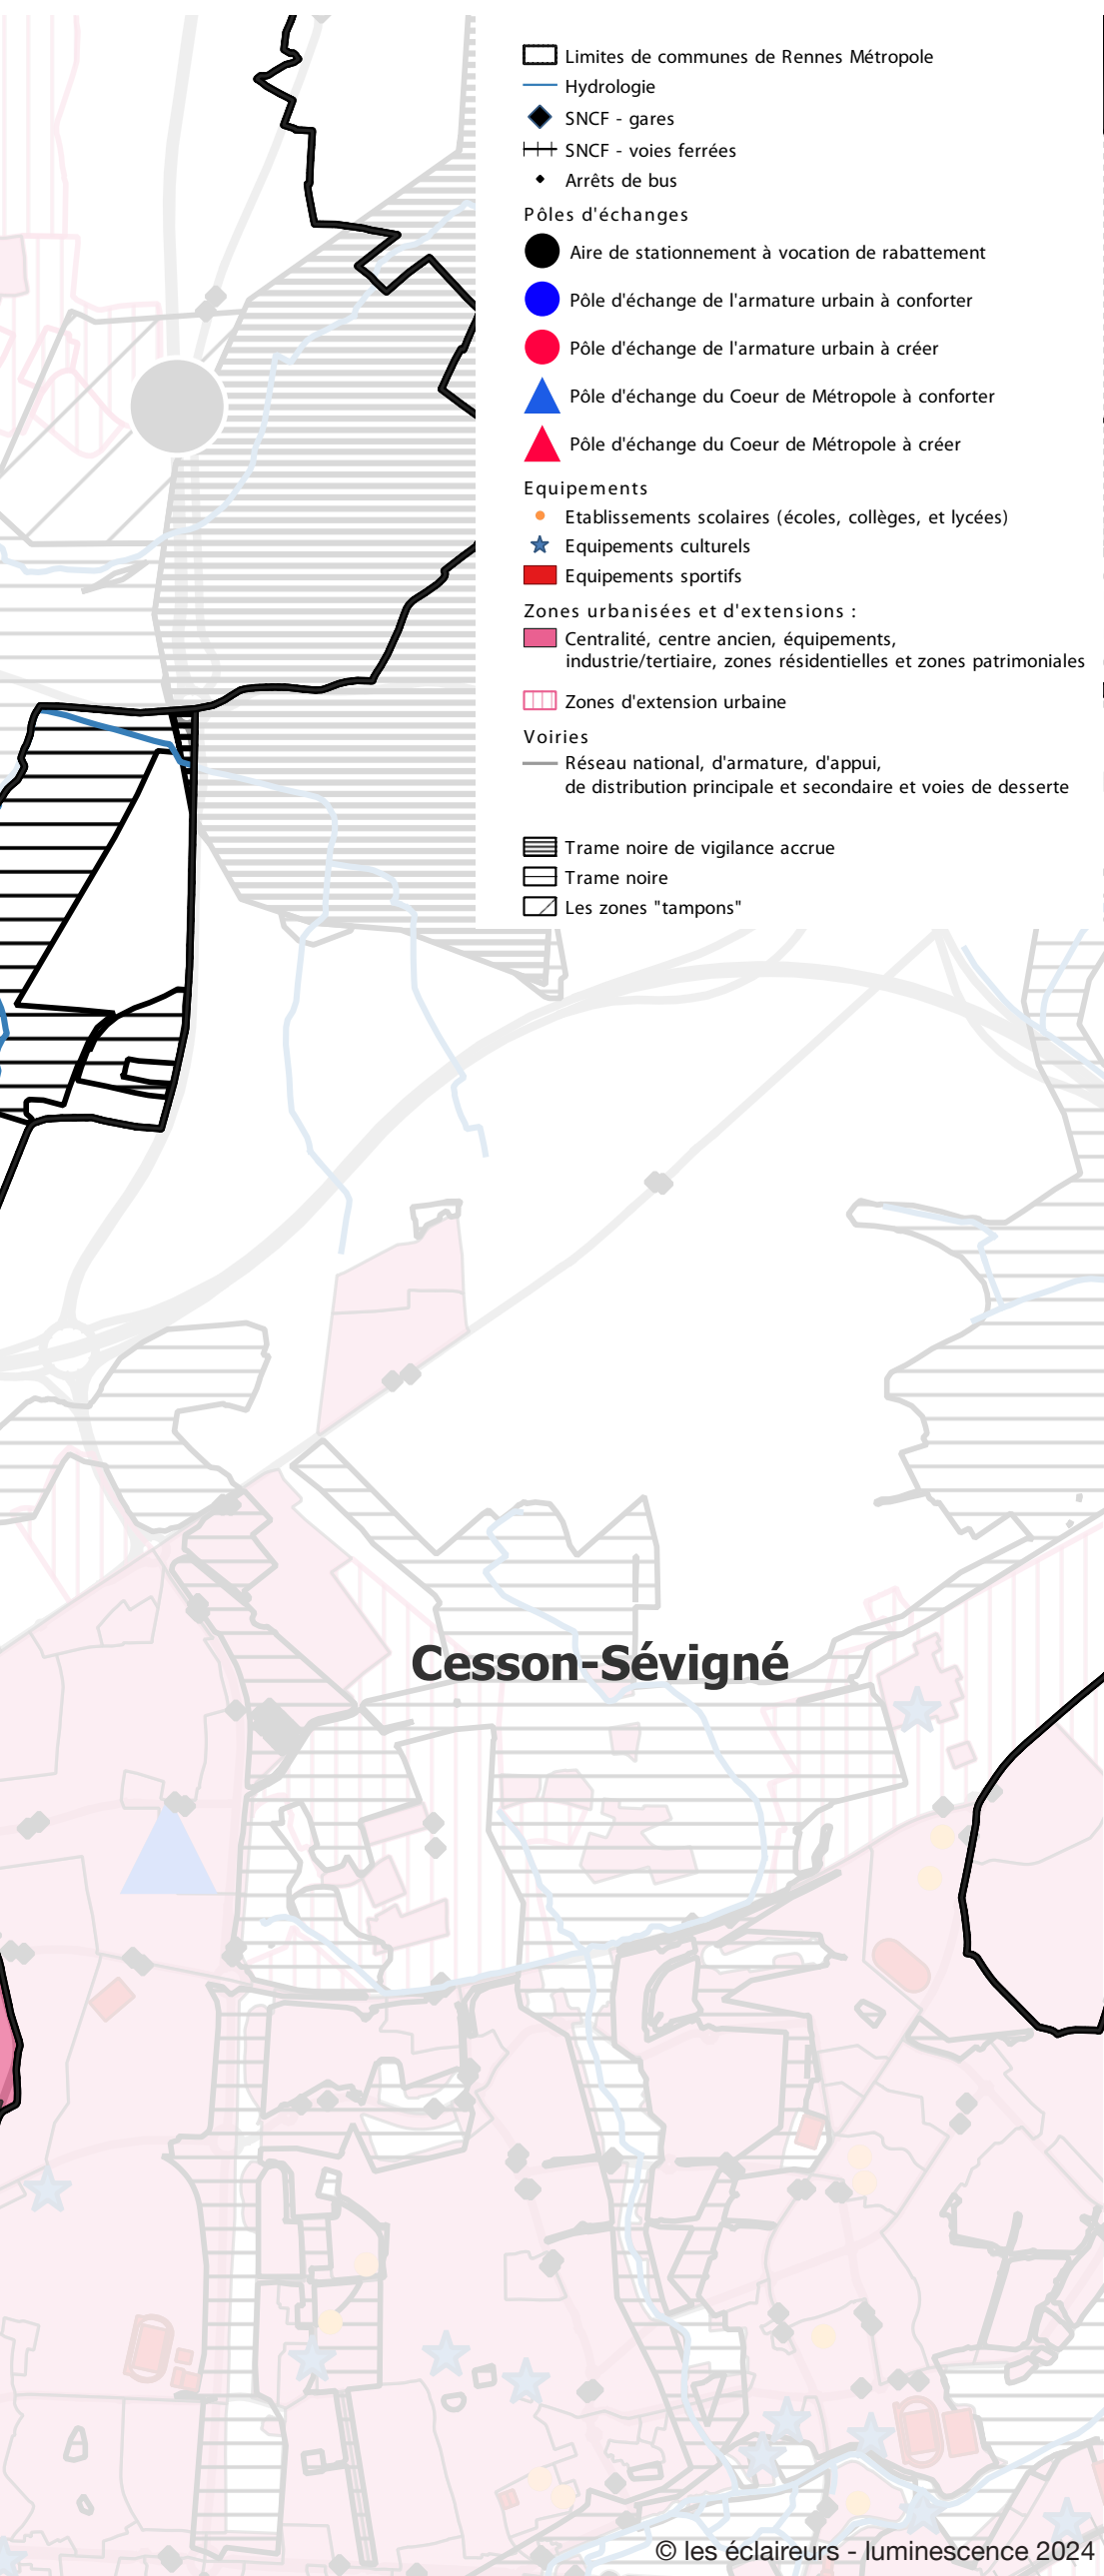 Limites de communes de Rennes Métropole
Hydrologie
SNCF - gares
SNCF - voies ferrées
Arrêts de bus
Pôles d'échanges
Aire de stationnement à vocation de rabattement
Pôle d'échange de l'armature urbain à conforter
Pôle d'échange de l'armature urbain à créer
Pôle d'échange du Coeur de Métropole à conforter
Pôle d'échange du Coeur de Métropole à créer
Equipements
Etablissements scolaires (écoles, collèges, et lycées)
Equipements culturels
Equipements sportifs
Zones urbanisées et d'extensions :
Centralité, centre ancien, équipements,
industrie/tertiaire, zones résidentielles et zones patrimoniales
Zones d'extension urbaine
Voiries
Réseau national, d'armature, d'appui,
de distribution principale et secondaire et voies de desserte
Trame noire de vigilance accrue
Trame noire
Les zones "tampons"
Cesson-Sévigné
© les éclaireurs - luminescence 2024